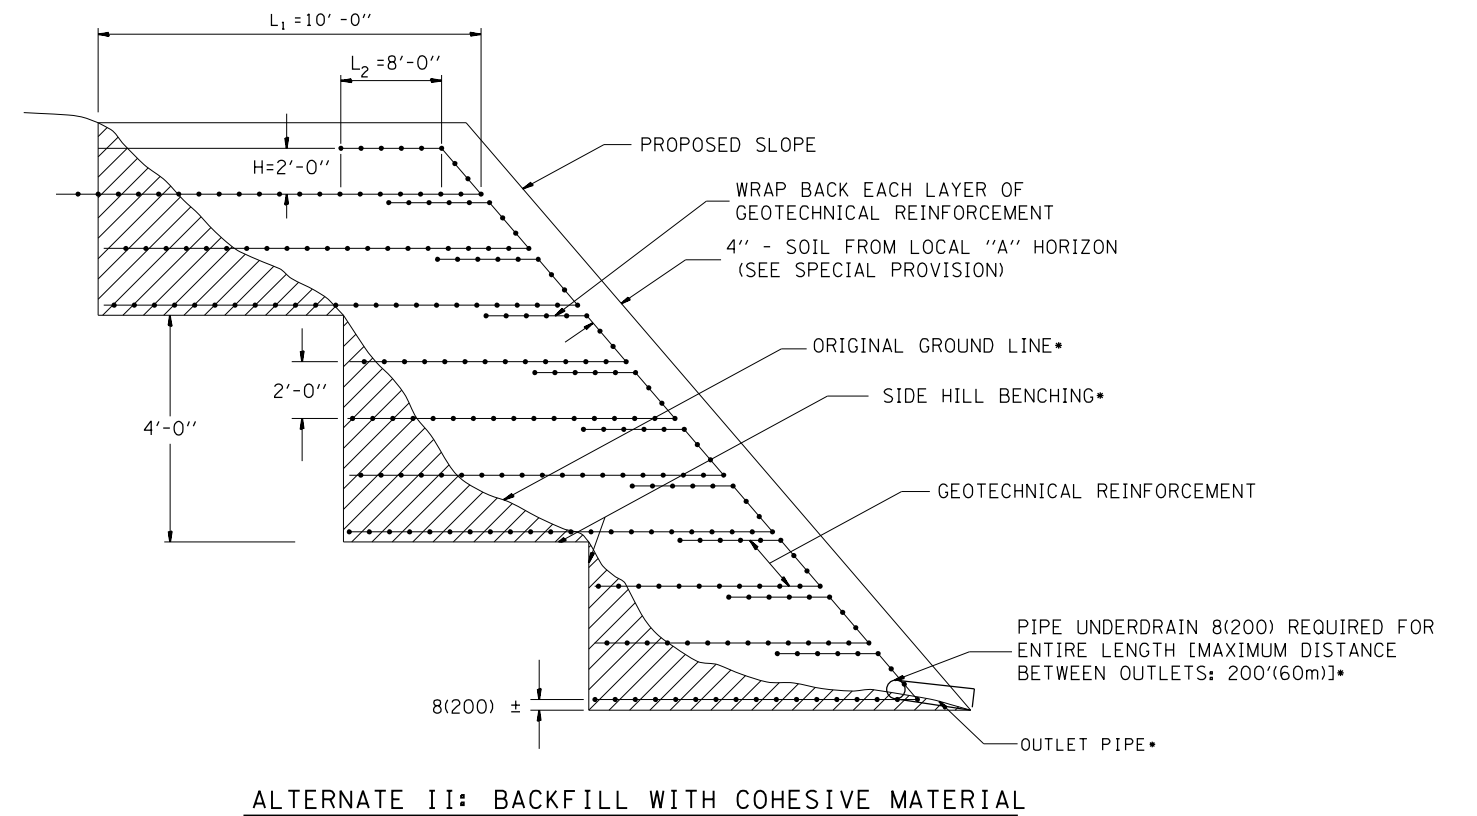 L1 =10'-0''
L2 =8'-0''
H=2'-0''
PROPOSED SLOPE
WRAP BACK EACH LAYER OF
GEOTECHNICAL REINFORCEMENT
4'' - SOIL FROM LOCAL ''A'' HORIZON
(SEE SPECIAL PROVISION)
ORIGINAL GROUND LINE*
2'-0''
SIDE HILL BENCHING*
4'-0''
GEOTECHNICAL REINFORCEMENT
PIPE UNDERDRAIN 8(200) REQUIRED FOR
ENTIRE LENGTH [MAXIMUM DISTANCE
BETWEEN OUTLETS: 200'(60m)]*
8(200) ±
OUTLET PIPE*
ALTERNATE II: BACKFILL WITH COHESIVE MATERIAL